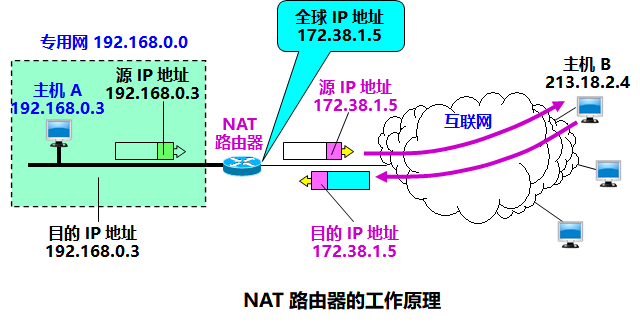 全球 IP 地址
172.38.1.5
专用网 192.168.0.0
主机 A
192.168.0.3
源 IP 地址
192.168.0.3
NAT
路由器
源 IP 地址
172.38.1.5
互联网
主机 B
213.18.2.4
目的 IP 地址
192.168.0.3
目的 IP 地址
172.38.1.5
NAT 路由器的工作原理